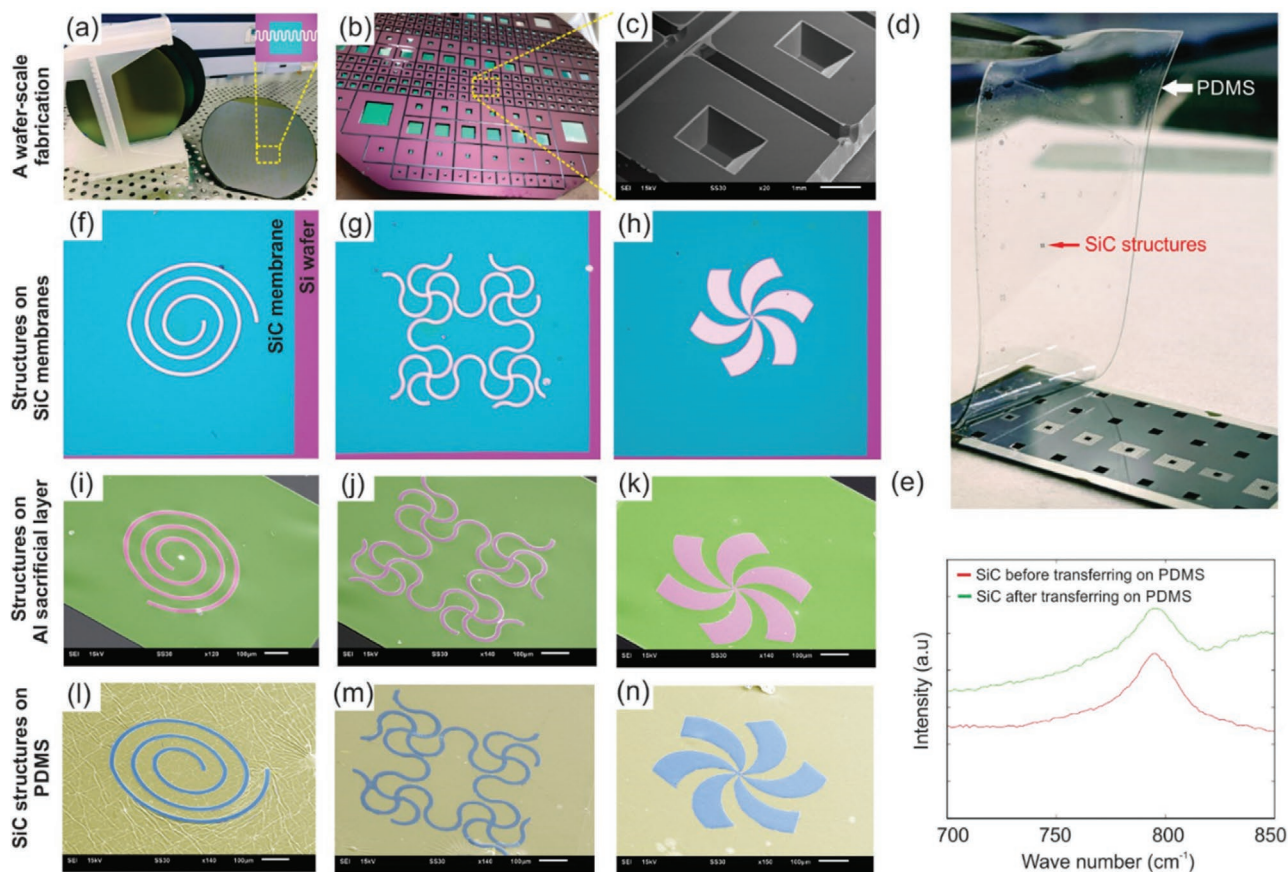 (a)
(b)
(c)
(d)
A wafer-scale
fabrication
PDMS
SiC structures
SEI 15kV SS30 x20 1mm
(f)
SiC membrane
Si wafer
(g)
(h)
Structures on
SiC membranes
(i)
(j)
(k)
Structures on
Al sacrificial layer
SEI 15kV SS30 x120 100μm
SEI 15kV SS30 x140 100μm
SEI 15kV SS30 x140 100μm
(l)
(m)
(n)
SiC structures on
PDMS
SEI 15kV SS30 x140 100μm
SEI 15kV SS30 x140 100μm
SEI 15kV SS30 x150 100μm
(e)
SiC before transferring on PDMS
SiC after transferring on PDMS
Intensity (a.u)
700 750 800 850
Wave number (cm⁻¹)